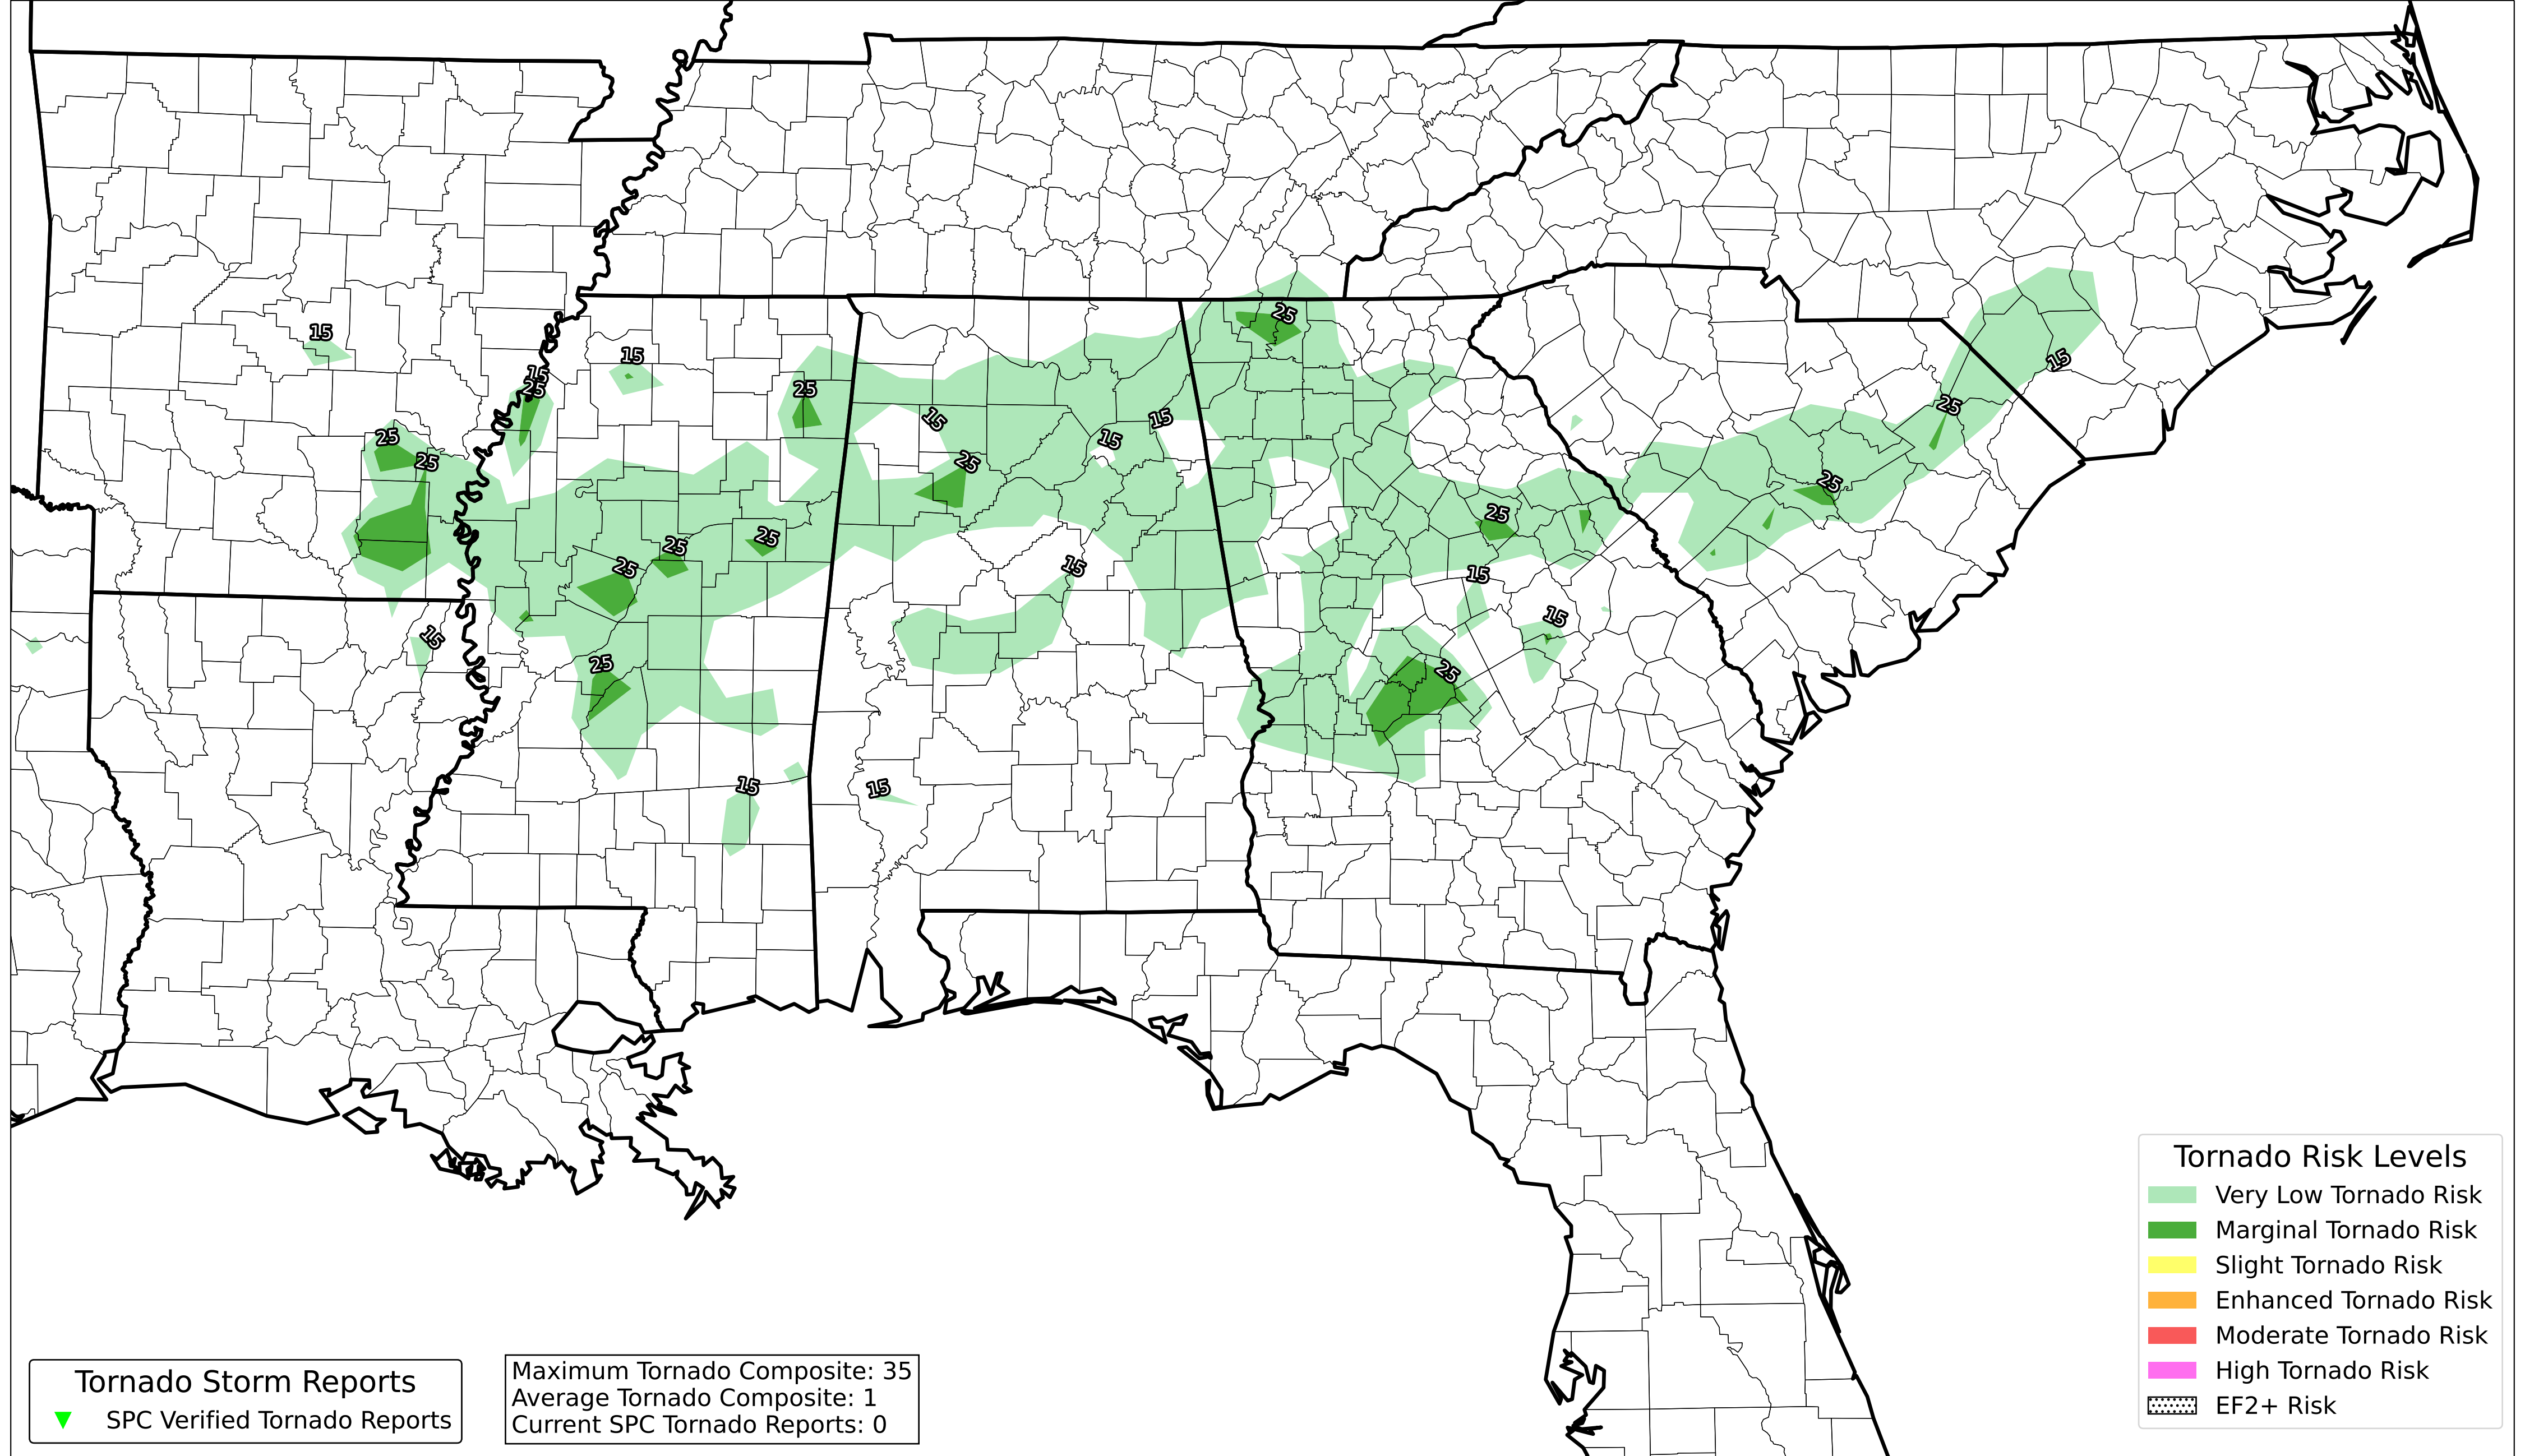 25
15
15
15
25
25
15
25
15
15
25
25
25
25
25
25
25
25
15
15
15
15
15
25
25
25
15
15
15
Tornado Risk Levels
Very Low Tornado Risk
Marginal Tornado Risk
Slight Tornado Risk
Enhanced Tornado Risk
Moderate Tornado Risk
High Tornado Risk
EF2+ Risk
Tornado Storm Reports
SPC Verified Tornado Reports
Maximum Tornado Composite: 35
Average Tornado Composite: 1
Current SPC Tornado Reports: 0